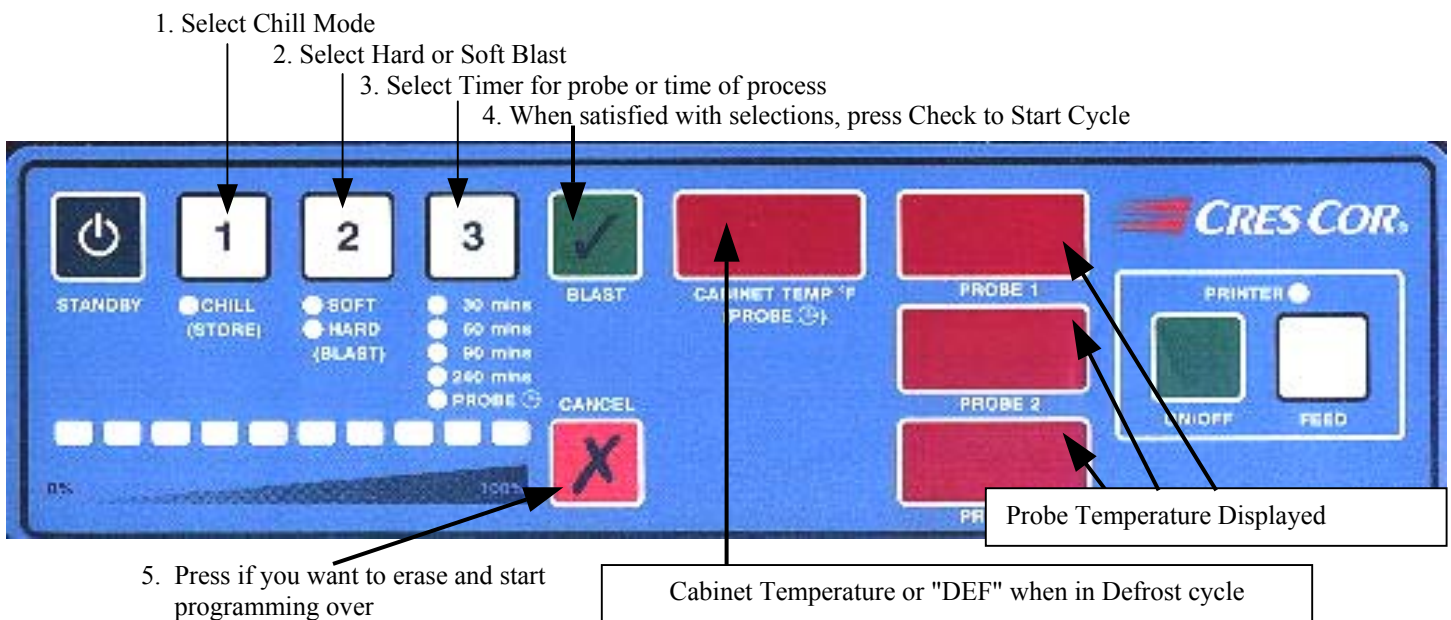 1. Select Chill Mode
2. Select Hard or Soft Blast
3. Select Timer for probe or time of process
4. When satisfied with selections, press Check to Start Cycle
1
2
3
CRES COR®
STANDBY
CHILL
(STORE)
SOFT
HARD
(BLAST)
30 mins
60 mins
90 mins
240 mins
PROBE
BLAST
CABINET TEMP °F
(PROBE )
PROBE 1
PROBE 2
PRINTER
ON/OFF
FEED
CANCEL
0%
100%
Probe Temperature Displayed
5. Press if you want to erase and start
programming over
Cabinet Temperature or "DEF" when in Defrost cycle